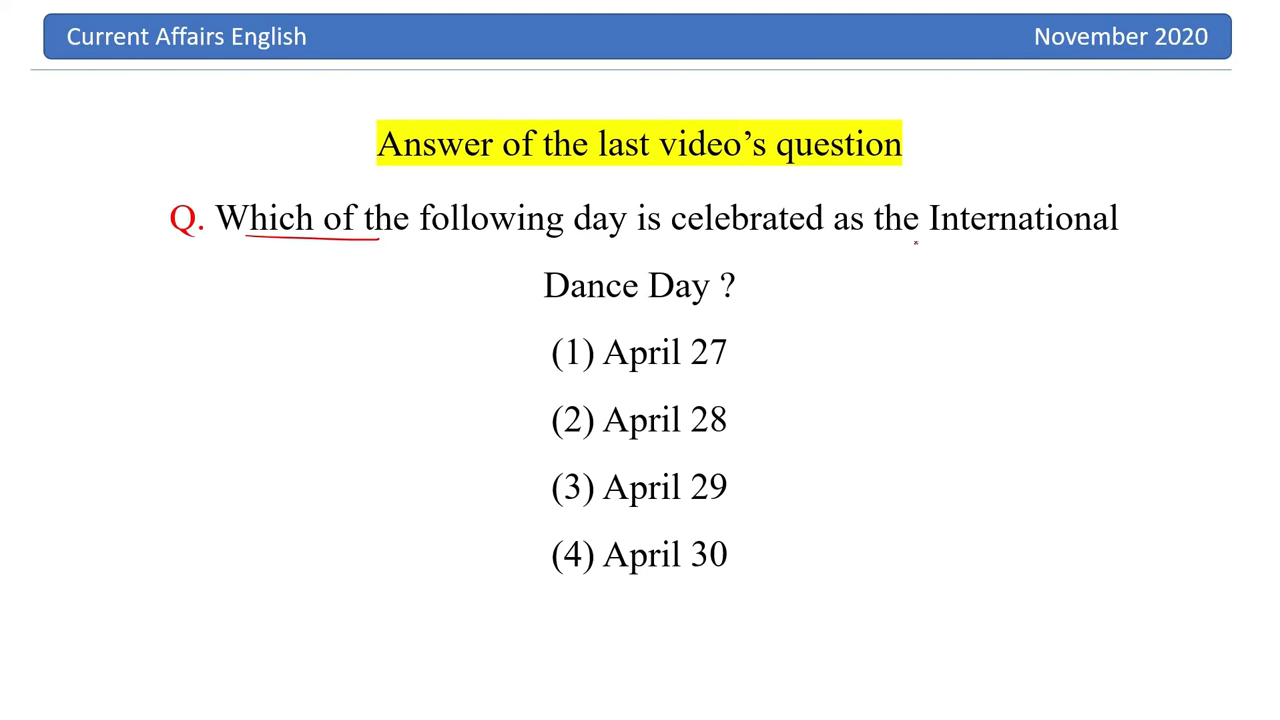 Current Affairs English
November 2020
Answer of the last video’s question
Q. Which of the following day is celebrated as the International
Dance Day ?
(1) April 27
(2) April 28
(3) April 29
(4) April 30